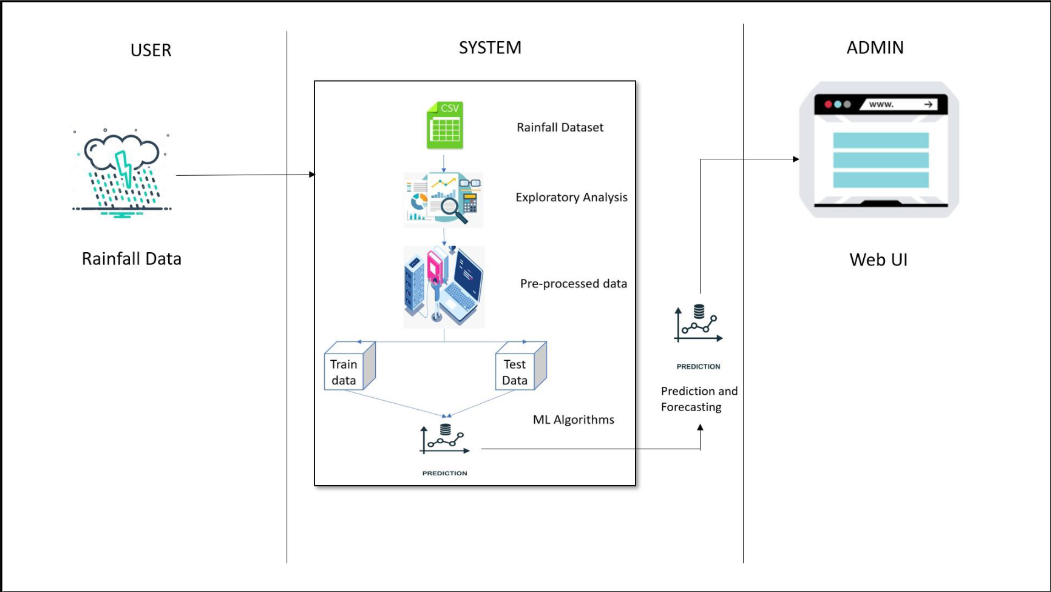 USER
SYSTEM
ADMIN
CSV
Rainfall Dataset
www.
Exploratory Analysis
Rainfall Data
Web UI
Pre-processed data
Train
data
Test
Data
PREDICTION
Prediction and
Forecasting
ML Algorithms
PREDICTION